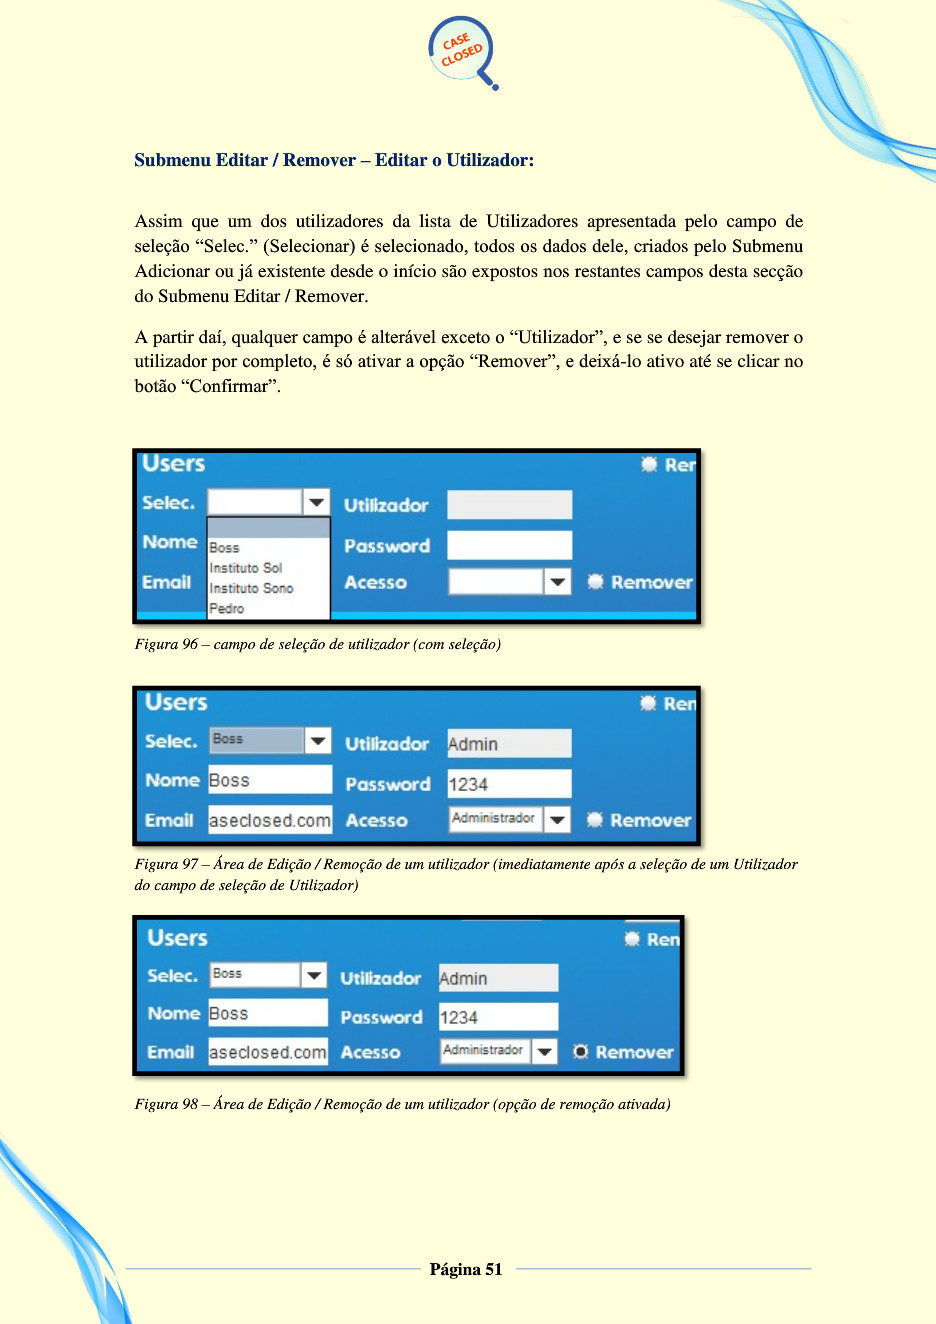 CASE
CLOSED
Submenu Editar / Remover – Editar o Utilizador:
Assim que um dos utilizadores da lista de Utilizadores apresentada pelo campo de
seleção “Selec.” (Selecionar) é selecionado, todos os dados dele, criados pelo Submenu
Adicionar ou já existente desde o início são expostos nos restantes campos desta secção
do Submenu Editar / Remover.
A partir daí, qualquer campo é alterável exceto o “Utilizador”, e se se desejar remover o
utilizador por completo, é só ativar a opção “Remover”, e deixá-lo ativo até se clicar no
botão “Confirmar”.
Users Rer
Selec. Utilizador
Nome Password
Boss
Instituto Sol
Email Acesso Remover
Instituto Sono
Pedro
Figura 96 – campo de seleção de utilizador (com seleção)
Users Ren
Selec. Boss Utilizador Admin
Nome Boss Password 1234
Email aseclosed.com Acesso Administrador Remover
Figura 97 – Área de Edição / Remoção de um utilizador (imediatamente após a seleção de um Utilizador
do campo de seleção de Utilizador)
Users Ren
Selec. Boss Utilizador Admin
Nome Boss Password 1234
Email aseclosed.com Acesso Administrador Remover
Figura 98 – Área de Edição / Remoção de um utilizador (opção de remoção ativada)
Página 51